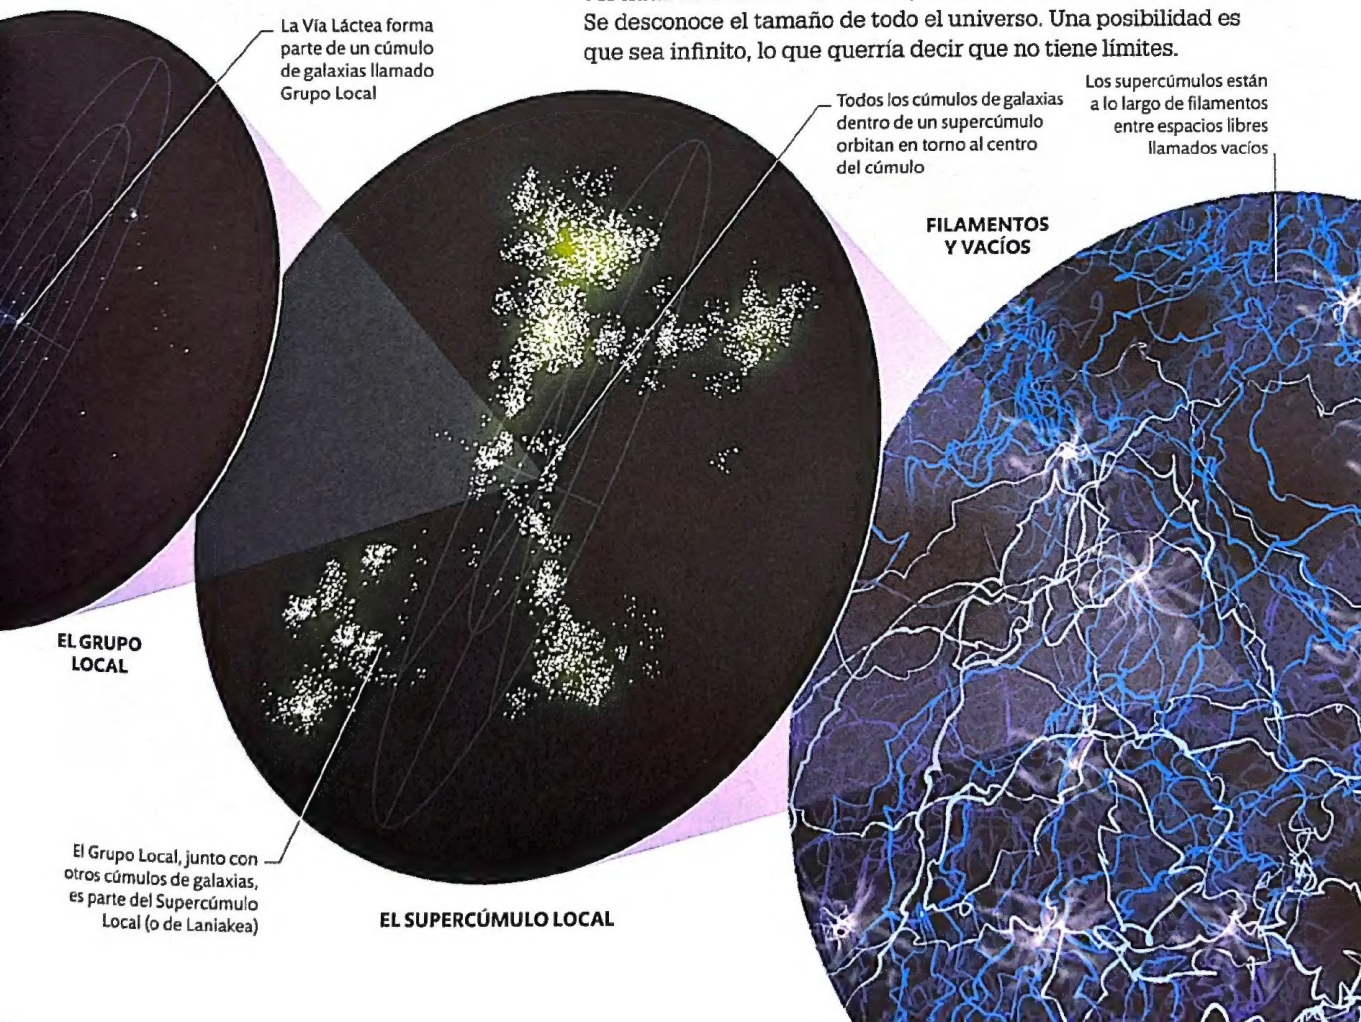 Se desconoce el tamaño de todo el universo. Una posibilidad es
que sea infinito, lo que querría decir que no tiene límites.
La Vía Láctea forma
parte de un cúmulo
de galaxias llamado
Grupo Local
Todos los cúmulos de galaxias
dentro de un supercúmulo
orbitan en torno al centro
del cúmulo
Los supercúmulos están
a lo largo de filamentos
entre espacios libres
llamados vacíos
FILAMENTOS
Y VACÍOS
EL GRUPO
LOCAL
El Grupo Local, junto con
otros cúmulos de galaxias,
es parte del Supercúmulo
Local (o de Laniakea)
EL SUPERCÚMULO LOCAL